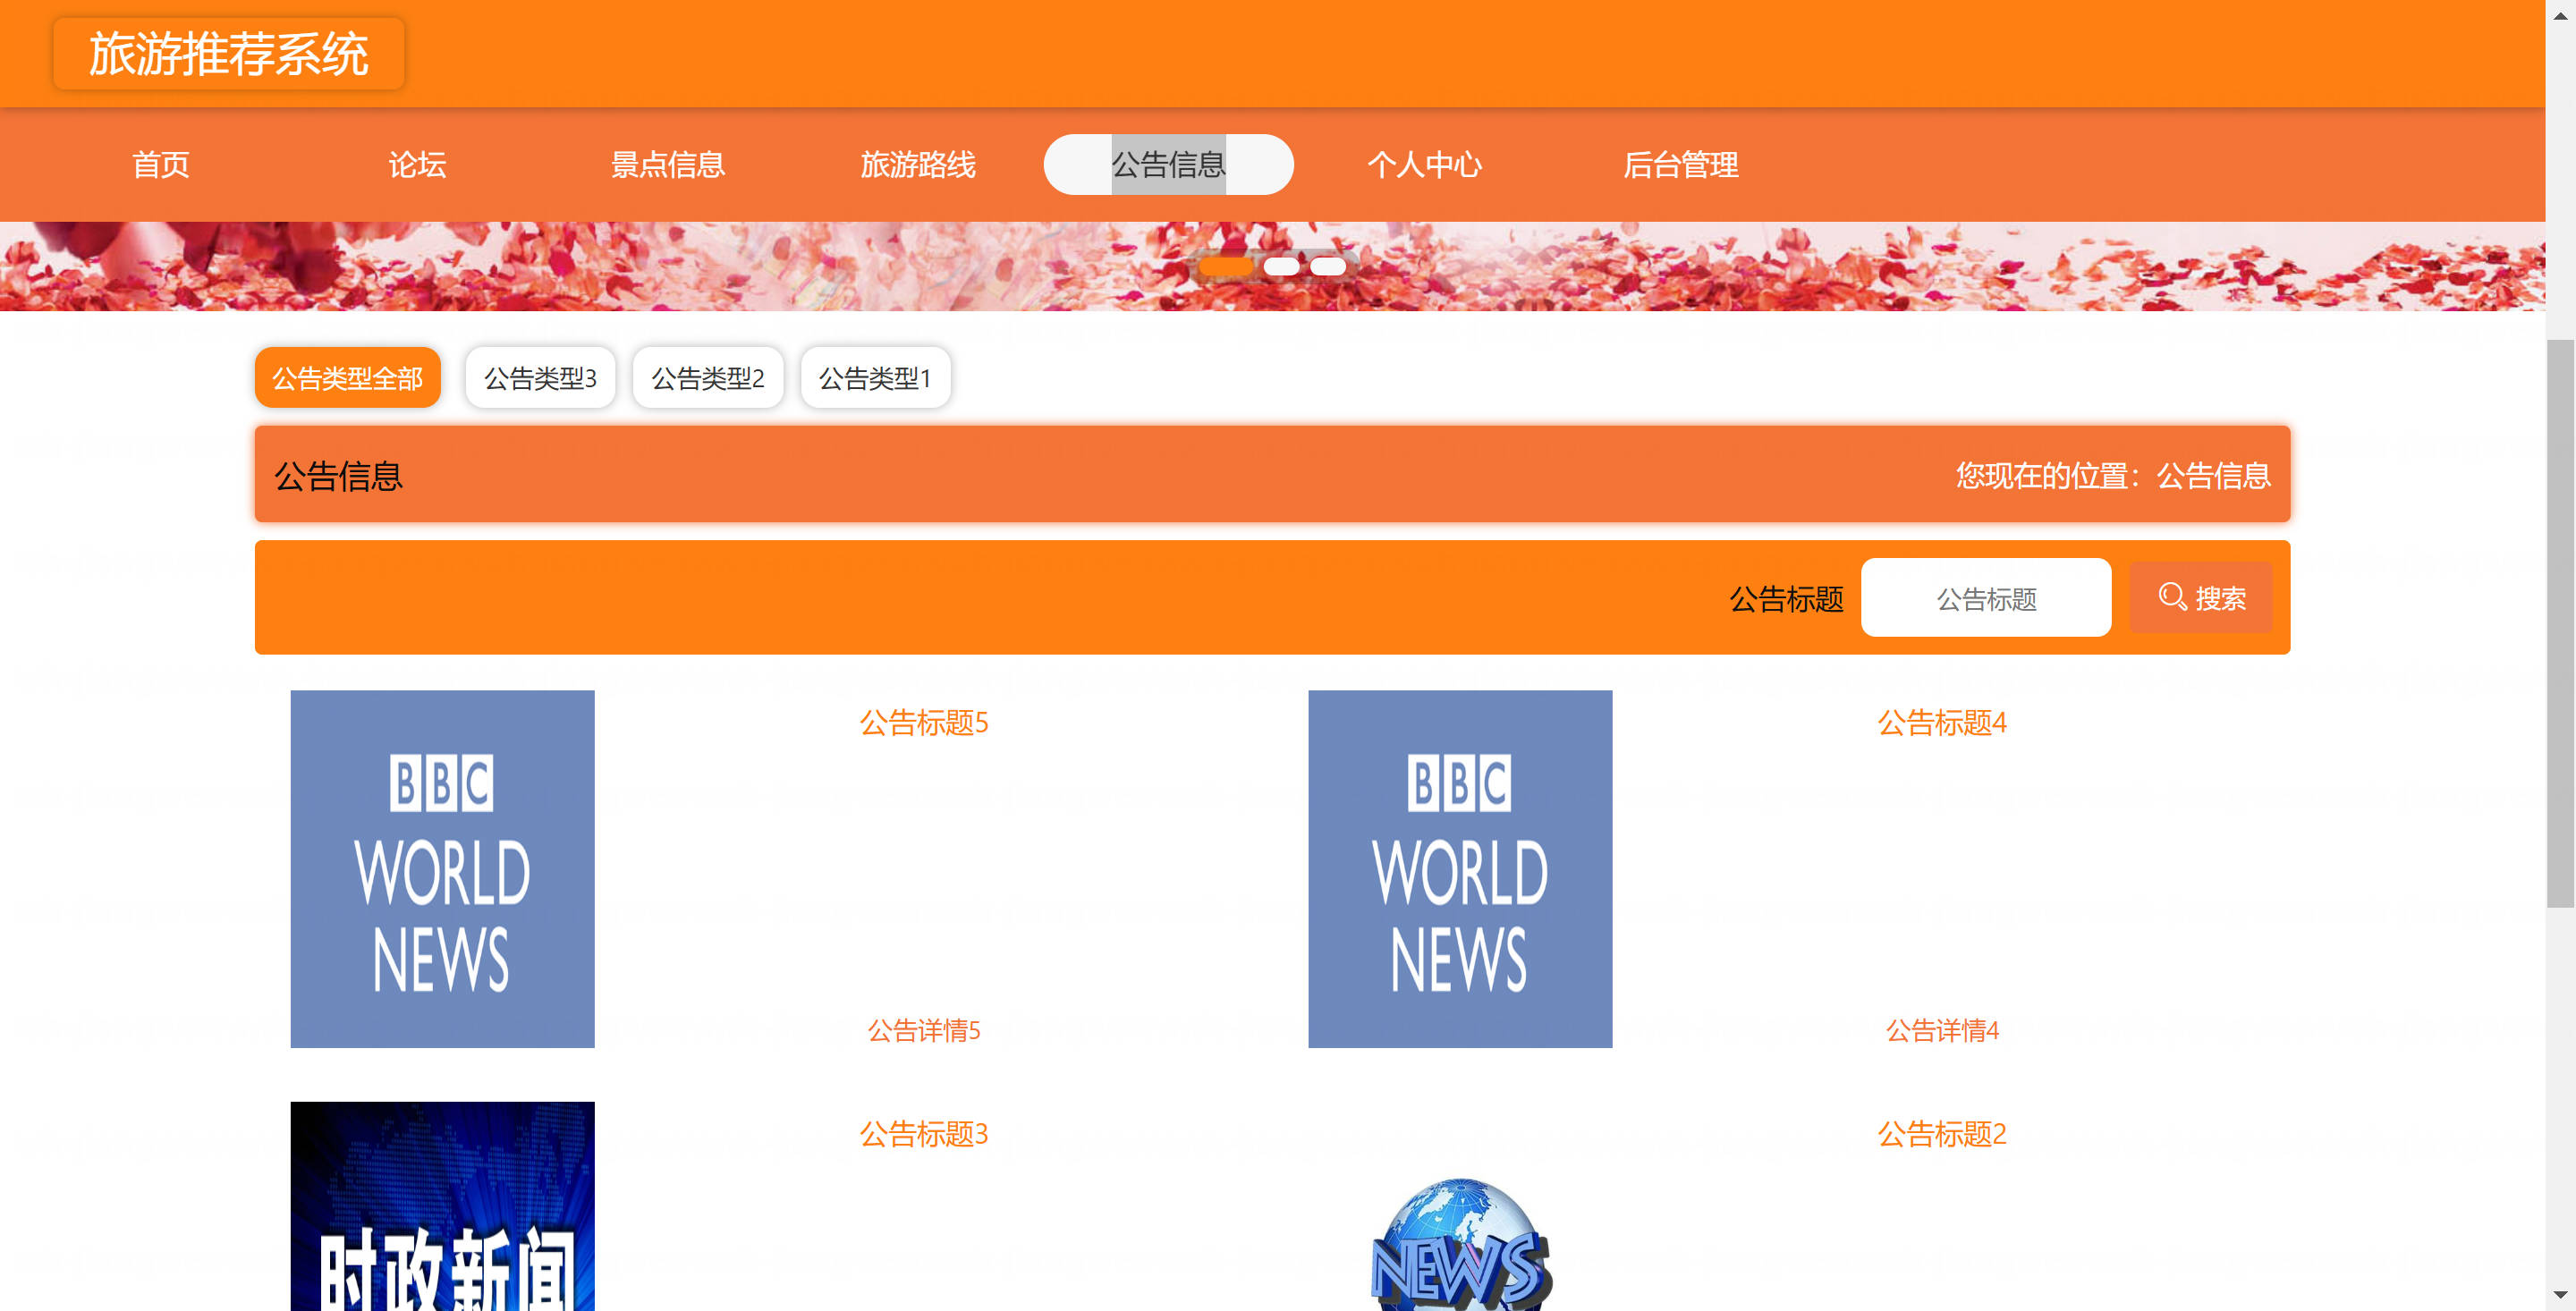 旅游推荐系统
首页 论坛 景点信息 旅游路线 公告信息 个人中心 后台管理
公告类型全部 公告类型3 公告类型2 公告类型1
公告信息 您现在的位置：公告信息
公告标题 公告标题 搜索
BBC
WORLD
NEWS
公告标题5
公告详情5
BBC
WORLD
NEWS
公告标题4
公告详情4
时政新闻
公告标题3
NEWS
公告标题2